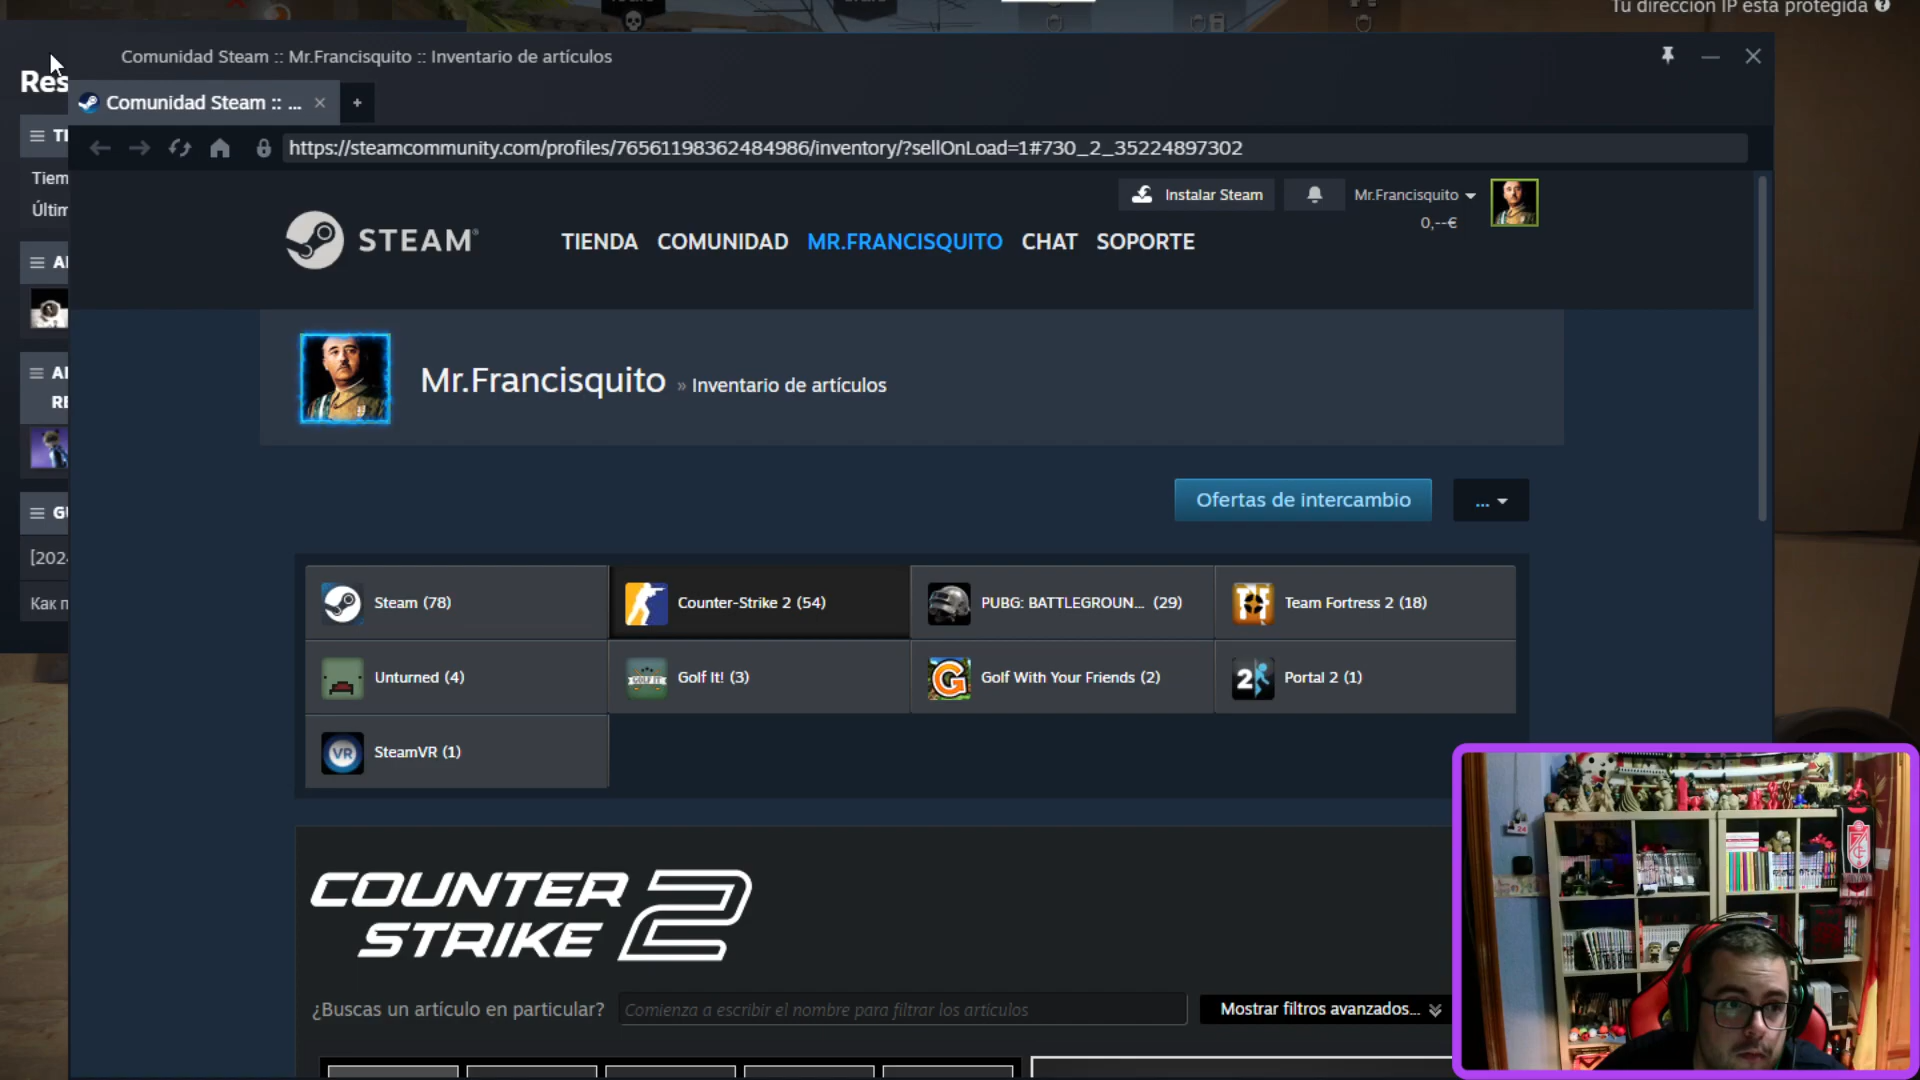 Tu dirección IP está protegida
Comunidad Steam :: Mr.Francisquito :: Inventario de artículos
Res
Comunidad Steam :: ...
https://steamcommunity.com/profiles/76561198362484986/inventory/?sellOnLoad=1#730_2_35224897302
Tiem
Últim
Instalar Steam
Mr.Francisquito
0,--€
STEAM
TIENDA COMUNIDAD MR.FRANCISQUITO CHAT SOPORTE
Mr.Francisquito » Inventario de artículos
Ofertas de intercambio
...
[202
Как п
Steam (78)
Counter-Strike 2 (54)
PUBG: BATTLEGROUN... (29)
Team Fortress 2 (18)
Unturned (4)
Golf It! (3)
Golf With Your Friends (2)
Portal 2 (1)
SteamVR (1)
COUNTER
STRIKE 2
¿Buscas un artículo en particular?
Comienza a escribir el nombre para filtrar los artículos
Mostrar filtros avanzados...